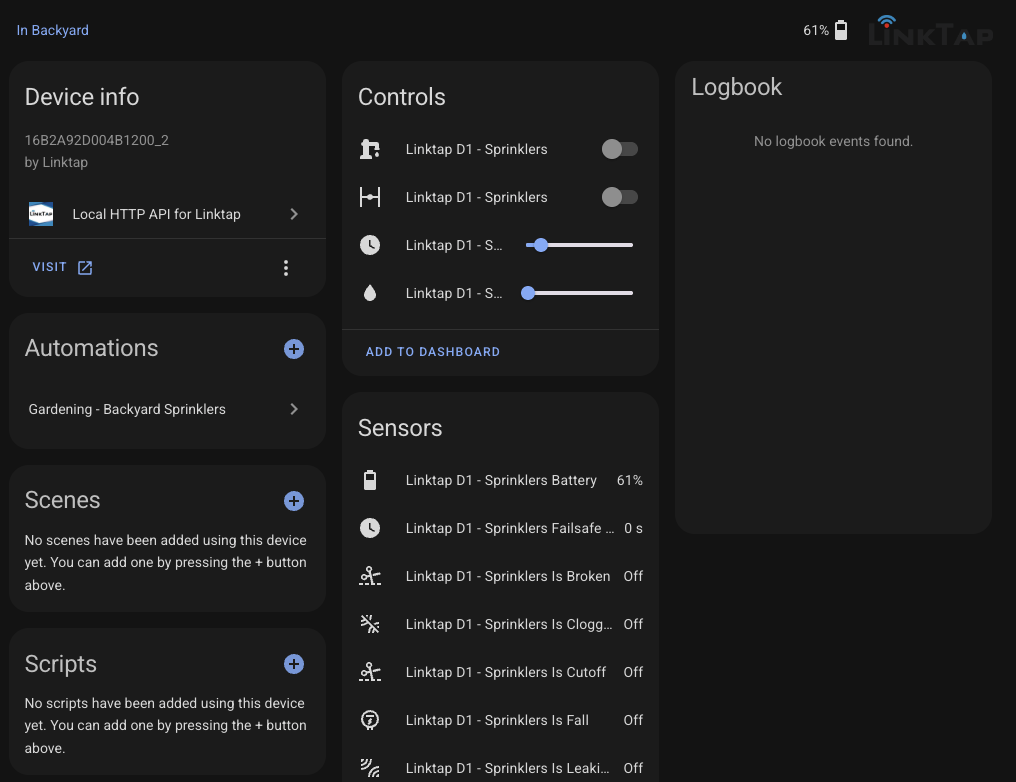 In Backyard
61%
LINKTAP
Device info
16B2A92D004B1200_2
by Linktap
LINKTAP
Local HTTP API for Linktap
VISIT
Automations
Gardening - Backyard Sprinklers
Scenes
No scenes have been added using this device
yet. You can add one by pressing the + button
above.
Scripts
No scripts have been added using this device
yet. You can add one by pressing the + button
above.
Controls
Linktap D1 - Sprinklers
Linktap D1 - Sprinklers
Linktap D1 - S...
Linktap D1 - S...
ADD TO DASHBOARD
Sensors
Linktap D1 - Sprinklers Battery 61%
Linktap D1 - Sprinklers Failsafe ... 0 s
Linktap D1 - Sprinklers Is Broken Off
Linktap D1 - Sprinklers Is Clogg... Off
Linktap D1 - Sprinklers Is Cutoff Off
Linktap D1 - Sprinklers Is Fall Off
Linktap D1 - Sprinklers Is Leaki... Off
Logbook
No logbook events found.